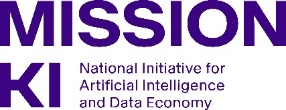 MISSION
KI
National Initiative for
Artificial Intelligence
and Data Economy